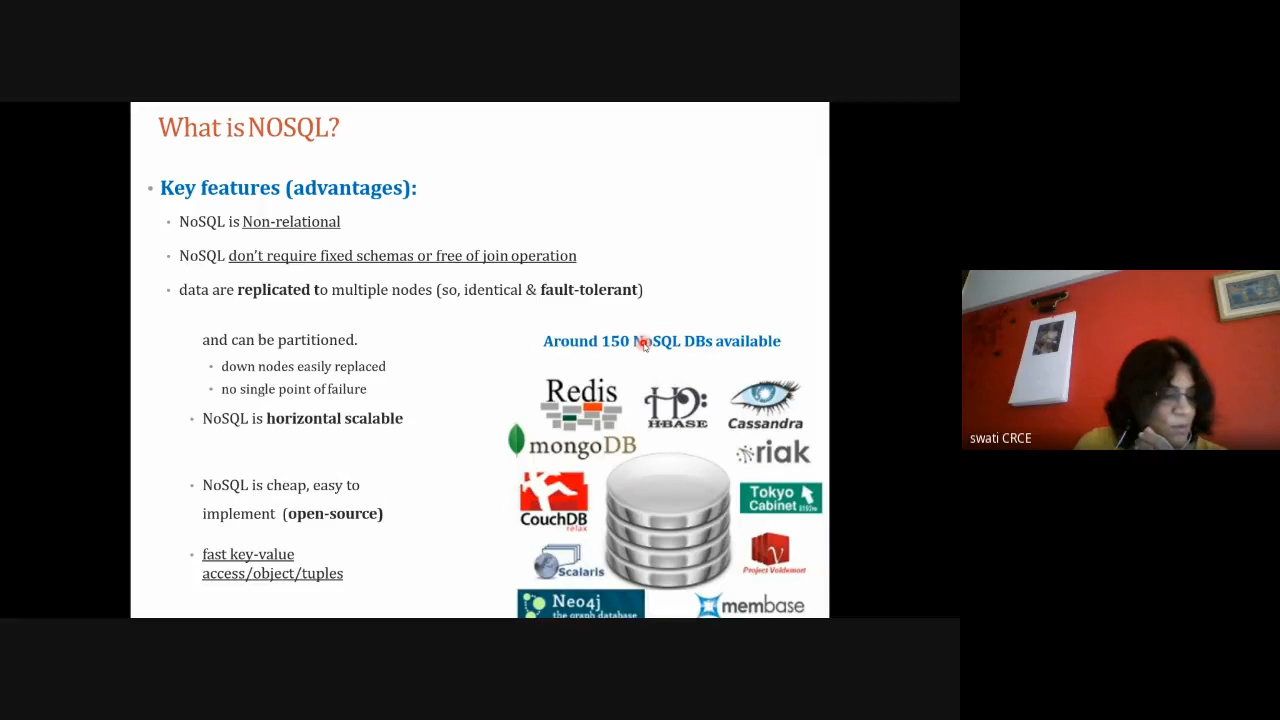 What is NOSQL?
Key features (advantages):
NoSQL is Non-relational
NoSQL don't require fixed schemas or free of join operation
data are replicated to multiple nodes (so, identical & fault-tolerant)
and can be partitioned.
down nodes easily replaced
no single point of failure
NoSQL is horizontal scalable
NoSQL is cheap, easy to
implement (open-source)
fast key-value
access/object/tuples
Around 150 NoSQL DBs available
Redis
HBASE
Cassandra
mongoDB
riak
CouchDB
relax
Tokyo
Cabinet
Scalaris
Project Voldemort
Neo4j
the graph database
membase
swati CRCE